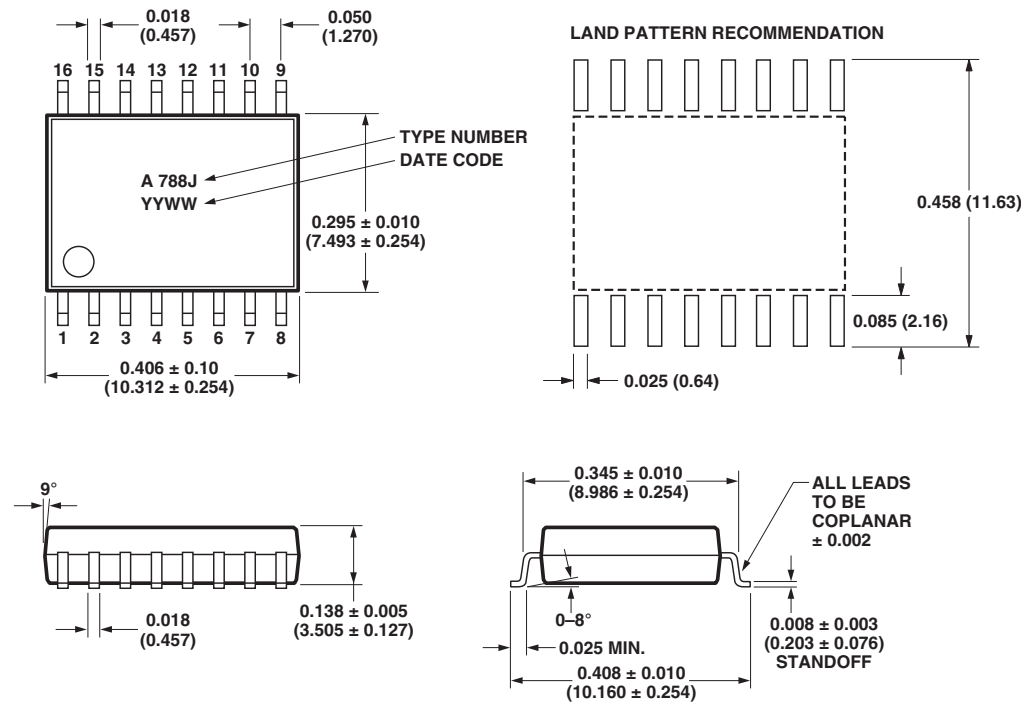 0.018
(0.457)
0.050
(1.270)
LAND PATTERN RECOMMENDATION
16 15 14 13 12 11 10 9
TYPE NUMBER
DATE CODE
A 788J
YYWW
0.295 ± 0.010
(7.493 ± 0.254)
0.458 (11.63)
0.085 (2.16)
1 2 3 4 5 6 7 8
0.406 ± 0.10
(10.312 ± 0.254)
0.025 (0.64)
9°
0.018
(0.457)
0.138 ± 0.005
(3.505 ± 0.127)
0.345 ± 0.010
(8.986 ± 0.254)
ALL LEADS
TO BE
COPLANAR
± 0.002
0–8°
0.025 MIN.
0.408 ± 0.010
(10.160 ± 0.254)
0.008 ± 0.003
(0.203 ± 0.076)
STANDOFF